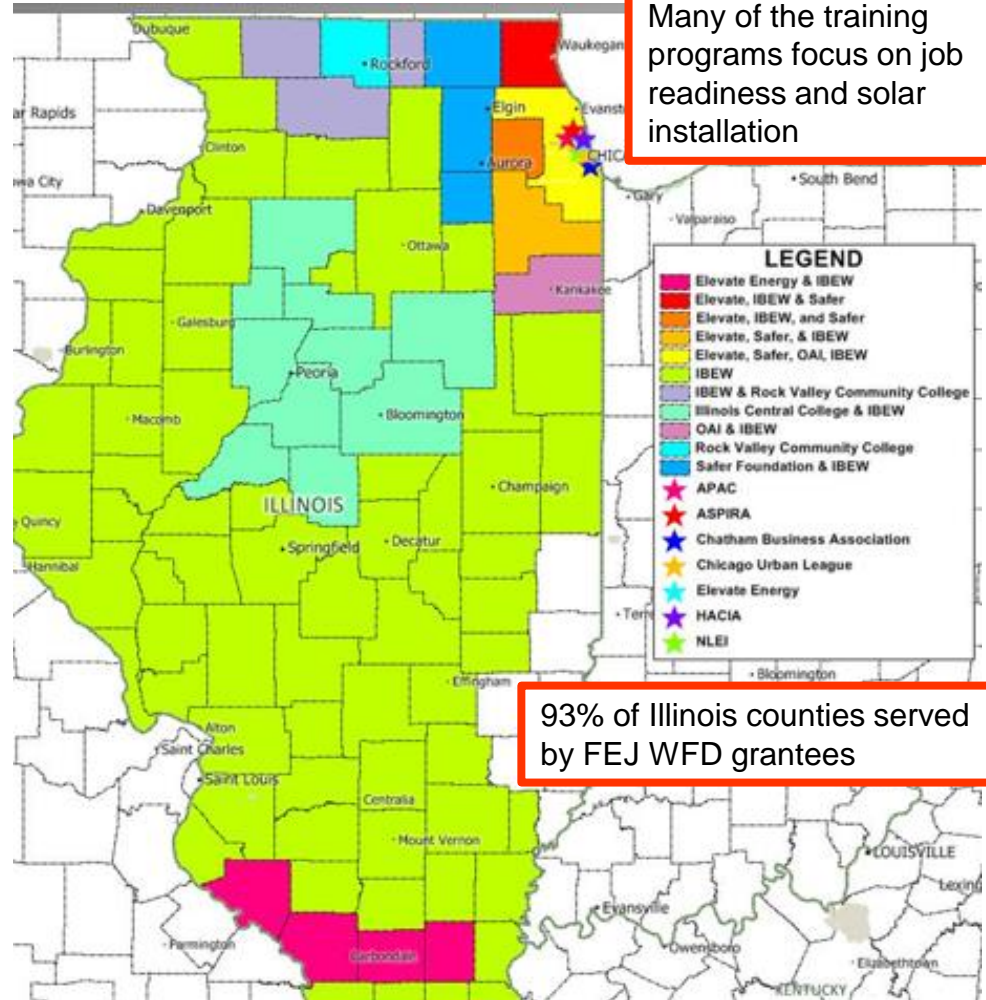 Many of the training
programs focus on job
readiness and solar
installation
Dubuque
Waukegan
Rockford
ar Rapids
Elgin
Evanst
Clinton
CHIC
Aurora
wa City
South Bend
Gary
Davenport
Valparaiso
Ottawa
LEGEND
Elevate Energy & IBEW
Elevate, IBEW & Safer
Elevate, IBEW, and Safer
Elevate, Safer, & IBEW
Elevate, Safer, OAI, IBEW
IBEW
IBEW & Rock Valley Community College
Illinois Central College & IBEW
OAI & IBEW
Rock Valley Community College
Safer Foundation & IBEW
APAC
ASPIRA
Chatham Business Association
Chicago Urban League
Elevate Energy
HACIA
NLEI
Kankakee
Galesburg
Burlington
Peoria
Macomb
Bloomington
Champaign
ILLINOIS
Quincy
Springfield
Decatur
Hannibal
Terre
Effingham
Bloomington
93% of Illinois counties served
by FEJ WFD grantees
Alton
Saint Charles
Saint Louis
Centralia
Mount Vernon
LOUISVILLE
Lexing
Evansville
Farmington
Carbondale
Owensboro
Elizabethtown
KENTUCKY